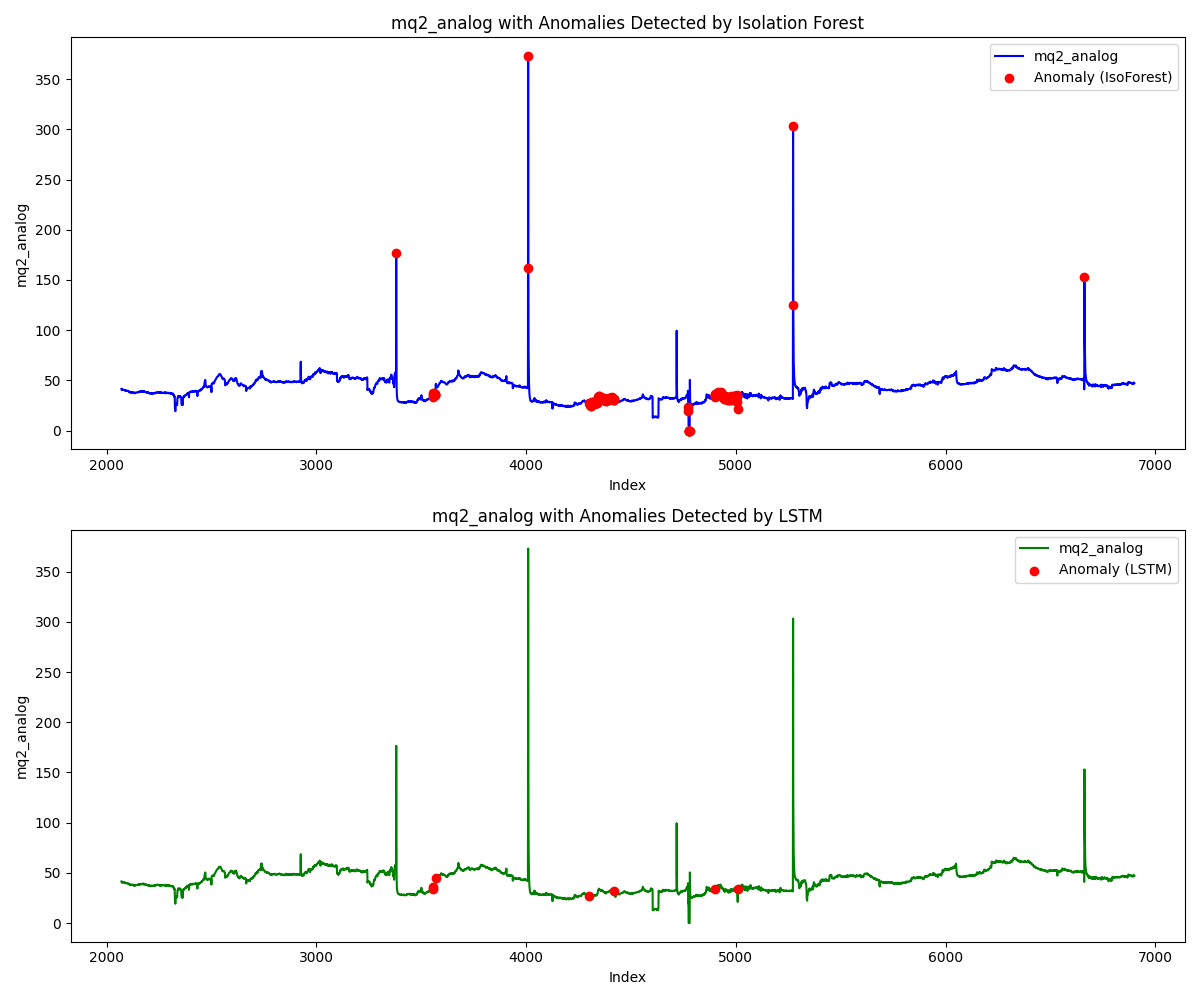 mq2_analog with Anomalies Detected by Isolation Forest
mq2_analog
Anomaly (IsoForest)
350
300
250
200
150
100
50
0
mq2_analog
2000 3000 4000 5000 6000 7000
Index
mq2_analog with Anomalies Detected by LSTM
mq2_analog
Anomaly (LSTM)
350
300
250
200
150
100
50
0
mq2_analog
2000 3000 4000 5000 6000 7000
Index